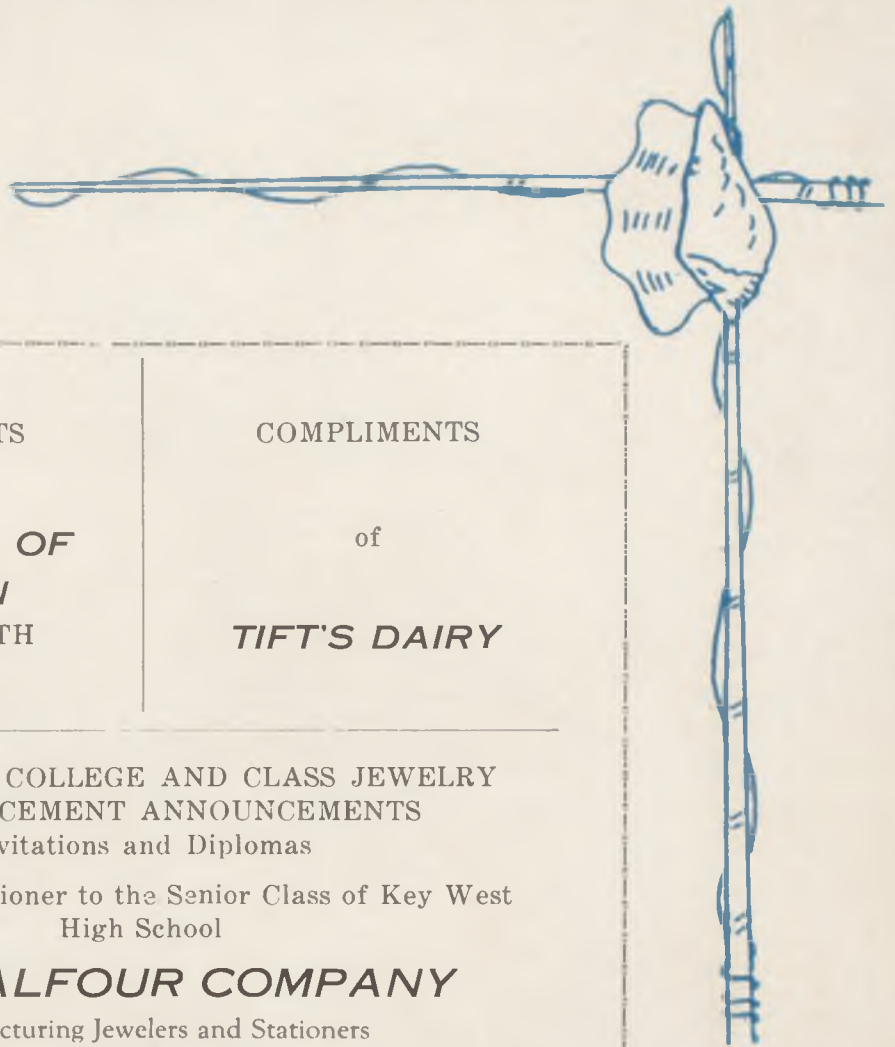 TS
OF
TH
COMPLIMENTS
of
TIFT'S DAIRY
COLLEGE AND CLASS JEWELRY
CEMENT ANNOUNCEMENTS
vitations and Diplomas
ioner to the Senior Class of Key West
High School
ALFOUR COMPANY
cturing Jewelers and Stationers